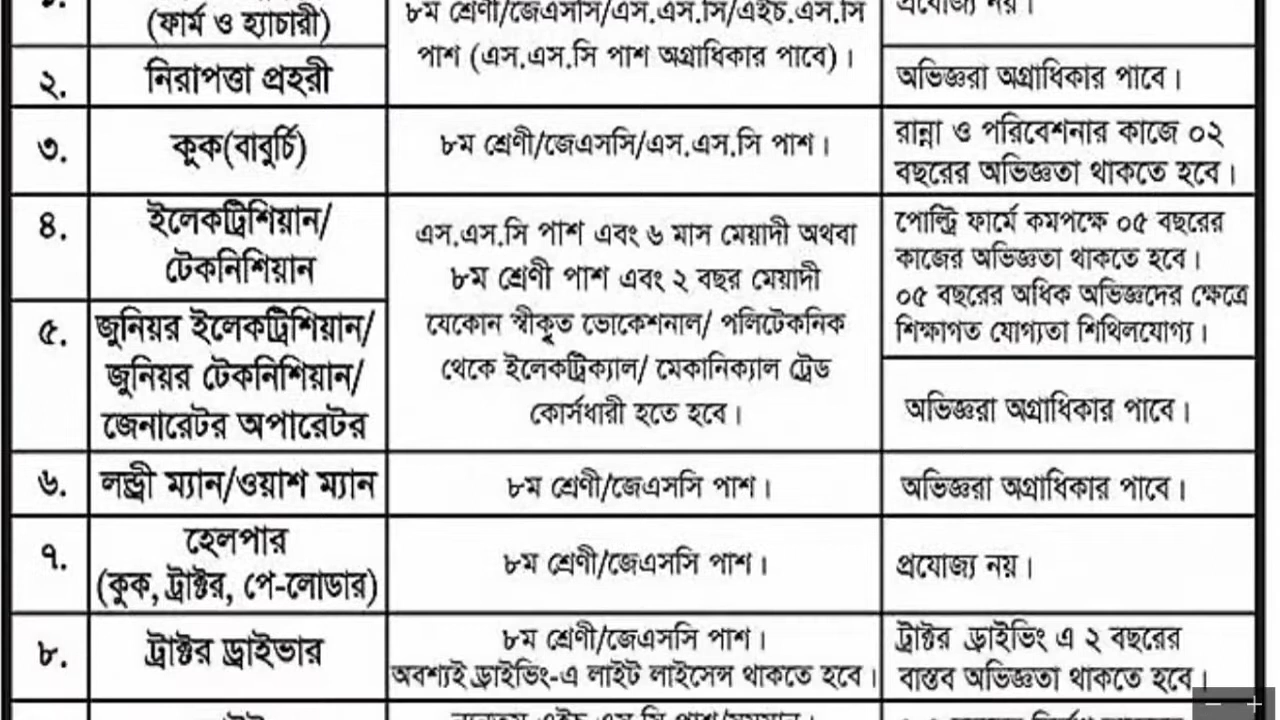 (ফার্ম ও হ্যাচারী)
৮ম শ্রেণী/জেএসসি/এস.এস.সি/এইচ.এস.সি
পাশ (এস.এস.সি পাশ অগ্রাধিকার পাবে)।
প্রযোজ্য নয়।
২.
নিরাপত্তা প্রহরী
অভিজ্ঞরা অগ্রাধিকার পাবে।
৩.
কুক(বাবুর্চি)
৮ম শ্রেণী/জেএসসি/এস.এস.সি পাশ।
রান্না ও পরিবেশনার কাজে ০২
বছরের অভিজ্ঞতা থাকতে হবে।
৪.
ইলেকট্রিশিয়ান/
টেকনিশিয়ান
এস.এস.সি পাশ এবং ৬ মাস মেয়াদী অথবা
৮ম শ্রেণী পাশ এবং ২ বছর মেয়াদী
যেকোন স্বীকৃত ভোকেশনাল/ পলিটেকনিক
থেকে ইলেকট্রিক্যাল/ মেকানিক্যাল ট্রেড
কোর্সধারী হতে হবে।
পোল্ট্রি ফার্মে কমপক্ষে ০৫ বছরের
কাজের অভিজ্ঞতা থাকতে হবে।
০৫ বছরের অধিক অভিজ্ঞদের ক্ষেত্রে
শিক্ষাগত যোগ্যতা শিথিলযোগ্য।
৫.
জুনিয়র ইলেকট্রিশিয়ান/
জুনিয়র টেকনিশিয়ান/
জেনারেটর অপারেটর
অভিজ্ঞরা অগ্রাধিকার পাবে।
৬.
লন্ড্রী ম্যান/ওয়াশ ম্যান
৮ম শ্রেণী/জেএসসি পাশ।
অভিজ্ঞরা অগ্রাধিকার পাবে।
৭.
হেলপার
(কুক, ট্রাক্টর, পে-লোডার)
৮ম শ্রেণী/জেএসসি পাশ।
প্রযোজ্য নয়।
৮.
ট্রাক্টর ড্রাইভার
৮ম শ্রেণী/জেএসসি পাশ।
অবশ্যই ড্রাইভিং-এ লাইট লাইসেন্স থাকতে হবে।
ট্রাক্টর ড্রাইভিং এ ২ বছরের
বাস্তব অভিজ্ঞতা থাকতে হবে।